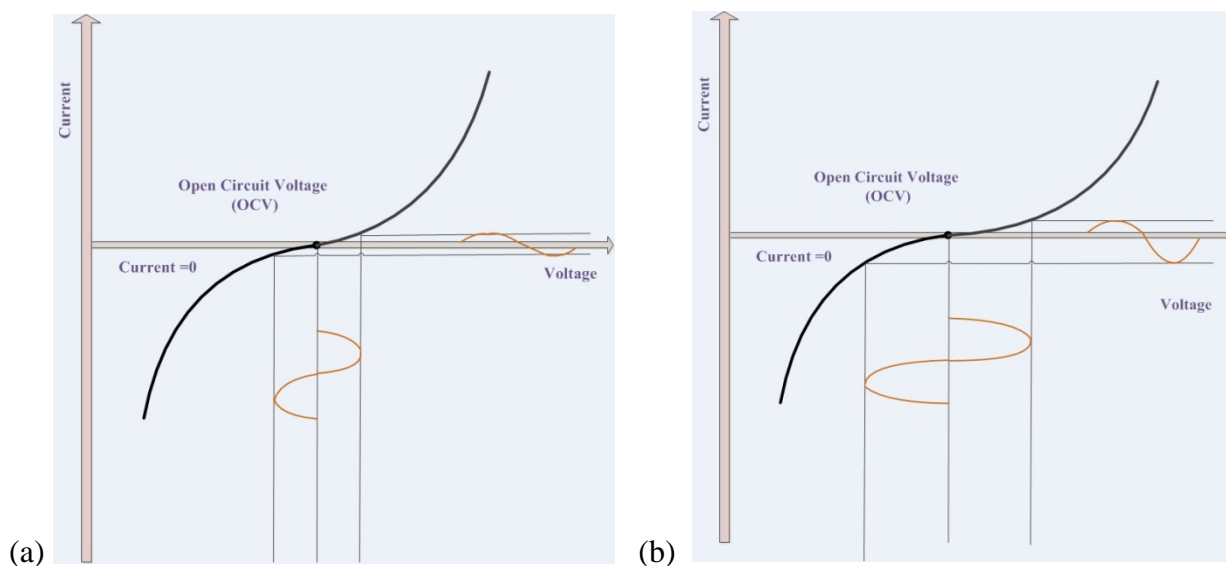 Current
Open Circuit Voltage
(OCV)
Current =0
Voltage
(a)
Current
Open Circuit Voltage
(OCV)
Current =0
Voltage
(b)